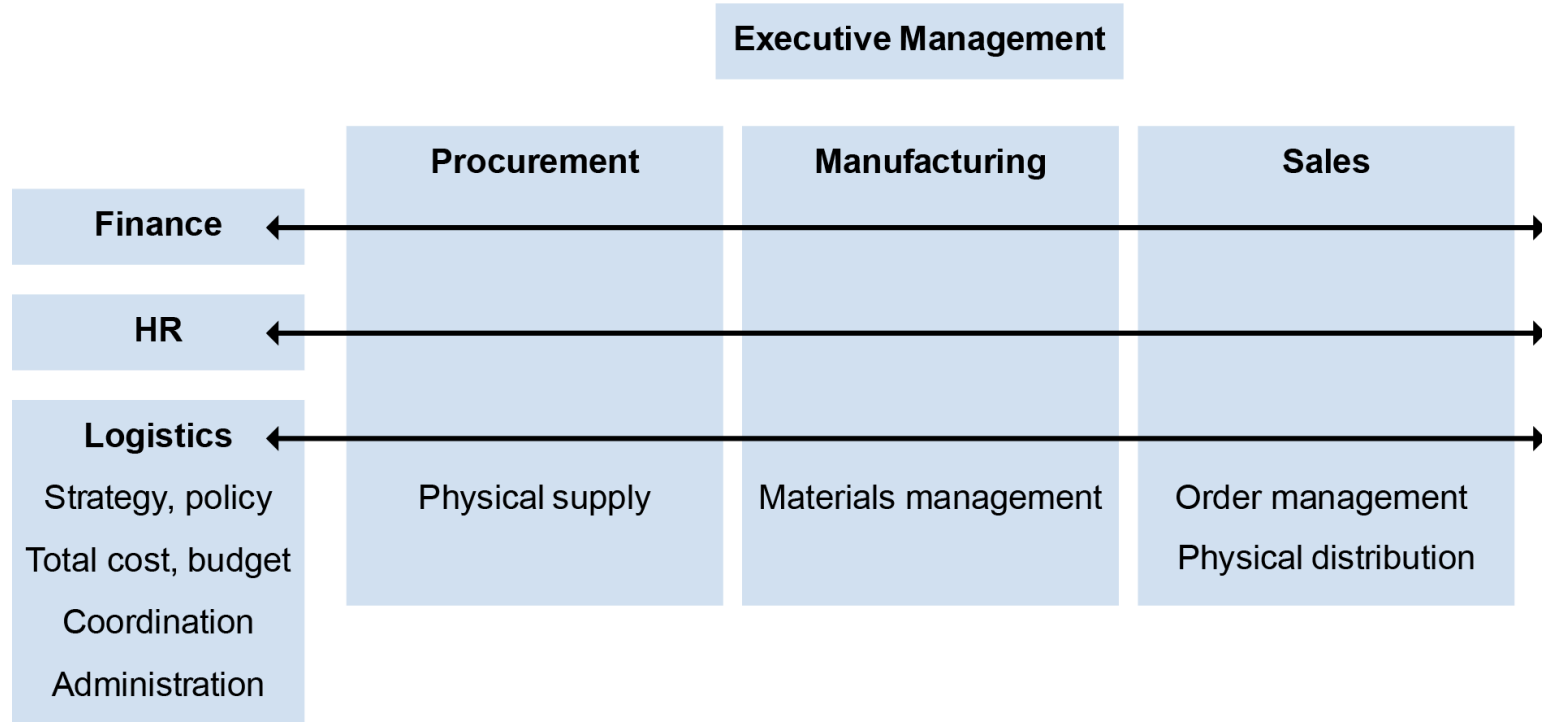 Executive Management
Procurement
Manufacturing
Sales
Finance
HR
Logistics
Strategy, policy
Physical supply
Materials management
Order management
Total cost, budget
Physical distribution
Coordination
Administration